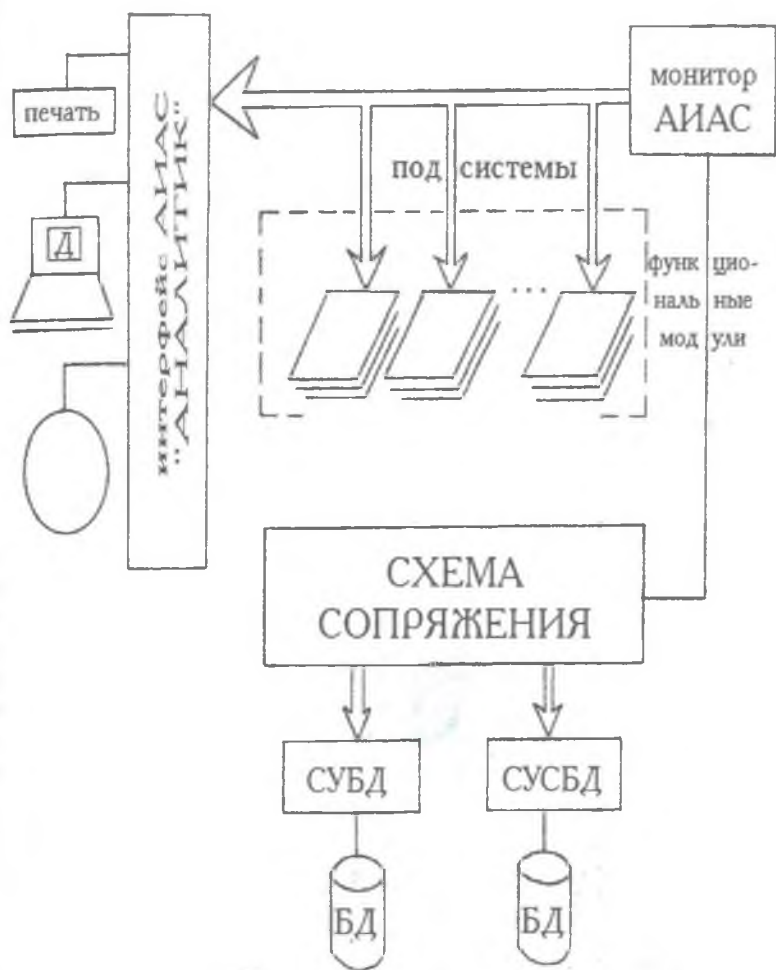 печать
Д
интерфейс АИАС
"АНАЛИТИК"
монитор
АИАС
под системы
функ цио-
наль ные
мод ули
...
СХЕМА
СОПРЯЖЕНИЯ
СУБД
СУСБД
БД
БД